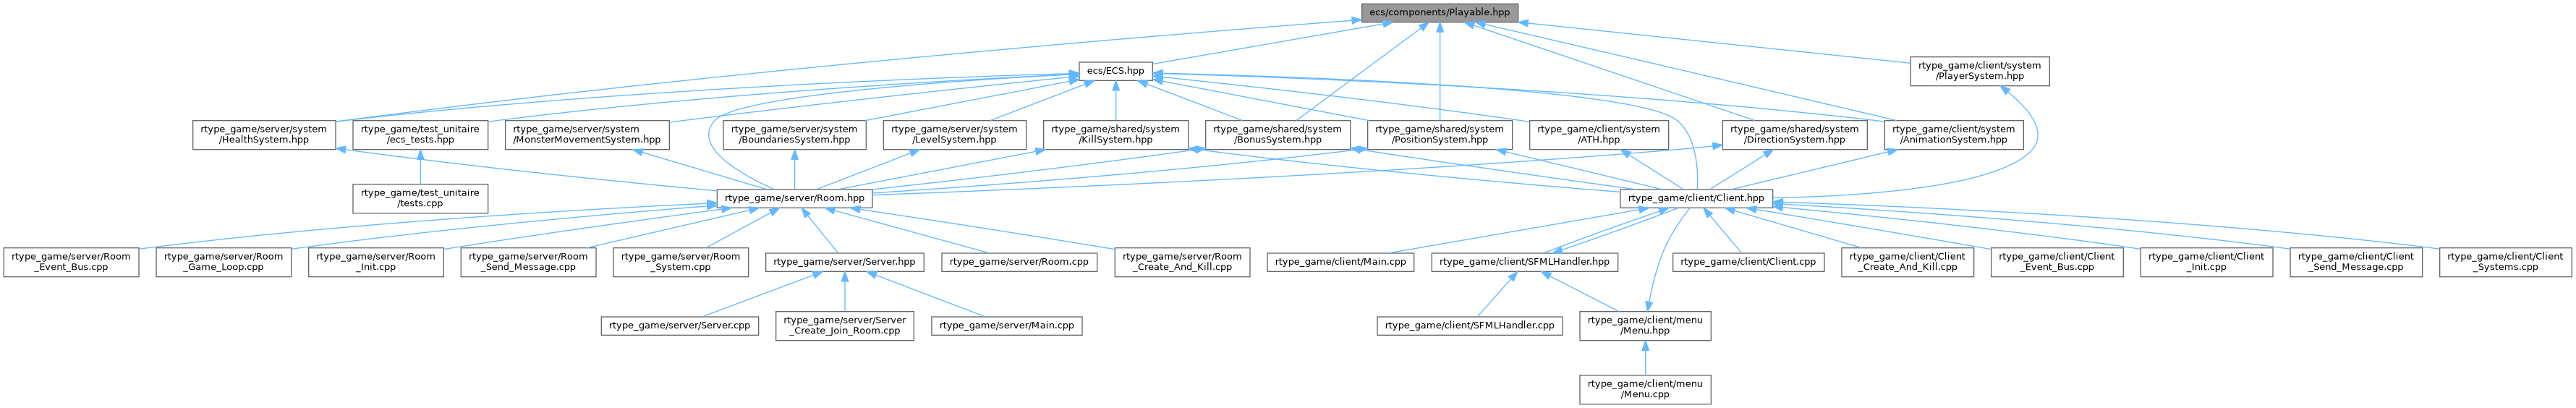 ecs/components/Playable.hpp
rtype_game/client/system
/PlayerSystem.hpp
ecs/ECS.hpp
rtype_game/server/system
/HealthSystem.hpp
rtype_game/test_unitaire
/ecs_tests.hpp
rtype_game/server/system
/MonsterMovementSystem.hpp
rtype_game/server/system
/BoundariesSystem.hpp
rtype_game/server/system
/LevelSystem.hpp
rtype_game/shared/system
/KillSystem.hpp
rtype_game/shared/system
/BonusSystem.hpp
rtype_game/shared/system
/PositionSystem.hpp
rtype_game/client/system
/ATH.hpp
rtype_game/shared/system
/DirectionSystem.hpp
rtype_game/client/system
/AnimationSystem.hpp
rtype_game/test_unitaire
/tests.cpp
rtype_game/server/Room.hpp
rtype_game/client/Client.hpp
rtype_game/server/Room
_Event_Bus.cpp
rtype_game/server/Room
_Game_Loop.cpp
rtype_game/server/Room
_Init.cpp
rtype_game/server/Room
_Send_Message.cpp
rtype_game/server/Room
_System.cpp
rtype_game/server/Server.hpp
rtype_game/server/Room.cpp
rtype_game/server/Room
_Create_And_Kill.cpp
rtype_game/client/Main.cpp
rtype_game/client/SFMLHandler.hpp
rtype_game/client/Client.cpp
rtype_game/client/Client
_Create_And_Kill.cpp
rtype_game/client/Client
_Event_Bus.cpp
rtype_game/client/Client
_Init.cpp
rtype_game/client/Client
_Send_Message.cpp
rtype_game/client/Client
_Systems.cpp
rtype_game/server/Server.cpp
rtype_game/server/Server
_Create_Join_Room.cpp
rtype_game/server/Main.cpp
rtype_game/client/SFMLHandler.cpp
rtype_game/client/menu
/Menu.hpp
rtype_game/client/menu
/Menu.cpp